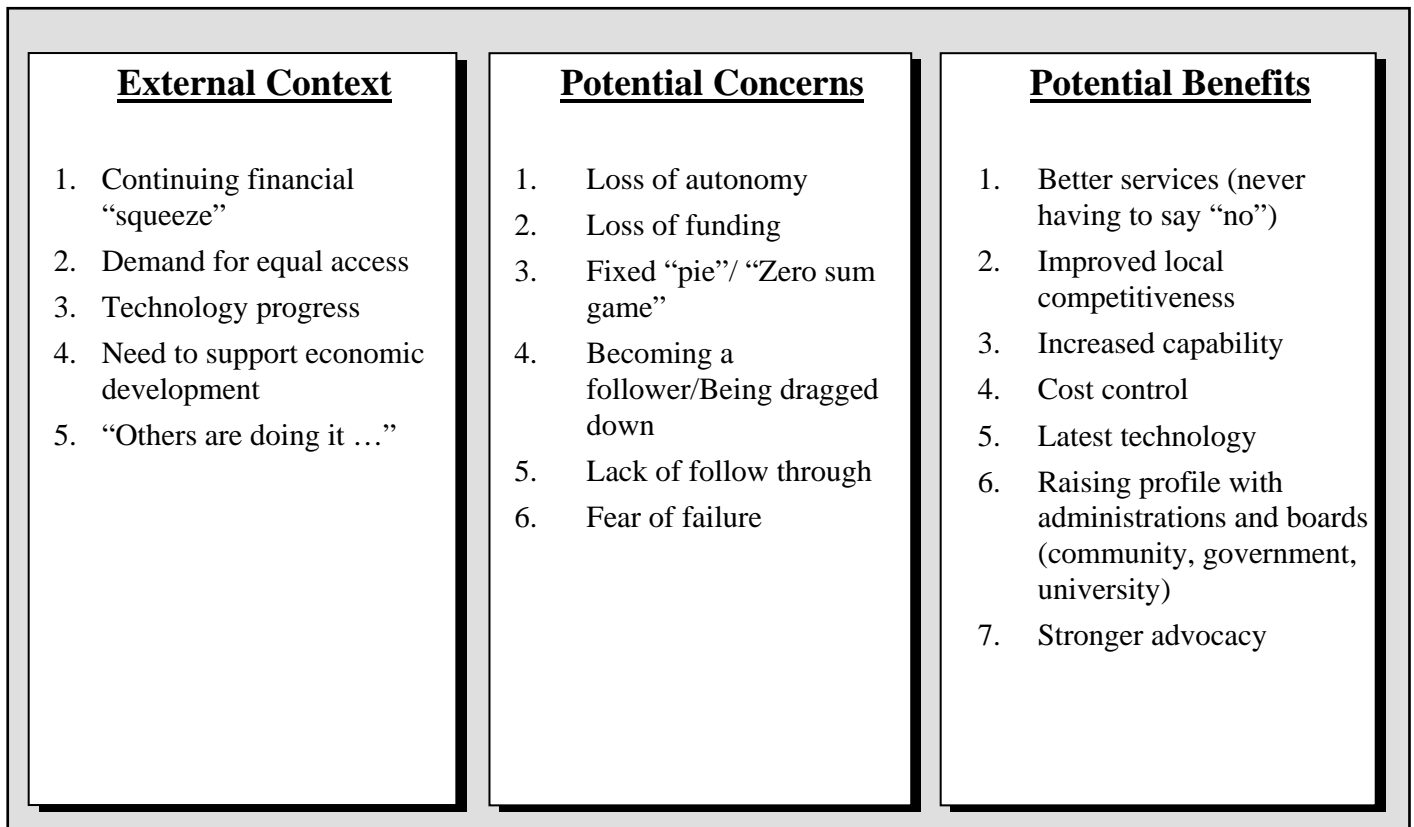 External Context
1. Continuing financial
“squeeze”
2. Demand for equal access
3. Technology progress
4. Need to support economic
development
5. “Others are doing it …”
Potential Concerns
1. Loss of autonomy
2. Loss of funding
3. Fixed “pie”/ “Zero sum
game”
4. Becoming a
follower/Being dragged
down
5. Lack of follow through
6. Fear of failure
Potential Benefits
1. Better services (never
having to say “no”)
2. Improved local
competitiveness
3. Increased capability
4. Cost control
5. Latest technology
6. Raising profile with
administrations and boards
(community, government,
university)
7. Stronger advocacy